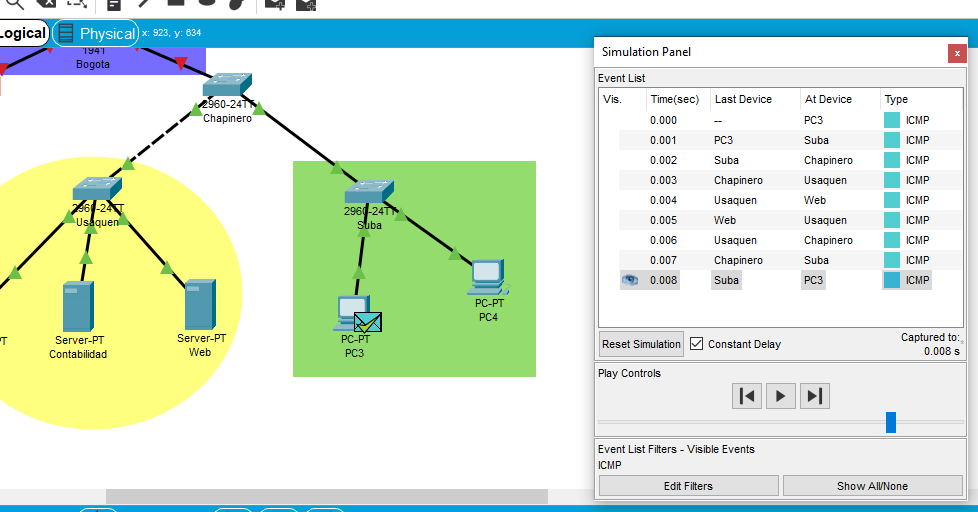 Logical
Physical x: 923, y: 634
1941
Bogota
2960-24TT
Chapinero
2960-24TT
Usaquen
2960-24TT
Suba
PC-PT
PC4
PC-PT
PC3
Server-PT
Contabilidad
Server-PT
Web
PT
Simulation Panel
x
Event List
Vis. Time(sec) Last Device At Device Type
0.000 -- PC3 ICMP
0.001 PC3 Suba ICMP
0.002 Suba Chapinero ICMP
0.003 Chapinero Usaquen ICMP
0.004 Usaquen Web ICMP
0.005 Web Usaquen ICMP
0.006 Usaquen Chapinero ICMP
0.007 Chapinero Suba ICMP
0.008 Suba PC3 ICMP
Reset Simulation Constant Delay Captured to:
0.008 s
Play Controls
Event List Filters - Visible Events
ICMP
Edit Filters Show All/None